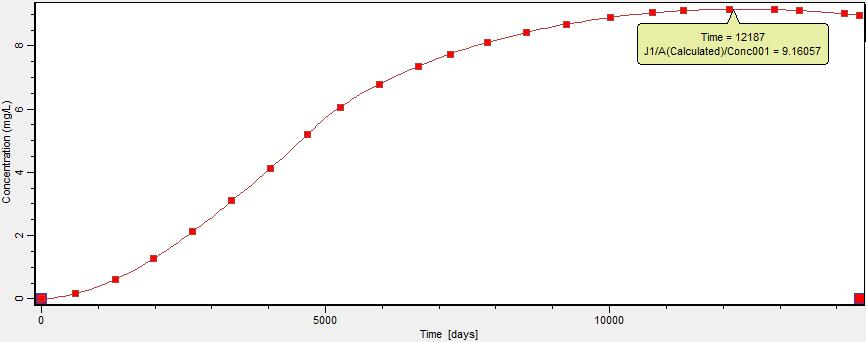 8
6
4
2
0
Concentration (mg/L)
Time = 12187
J1/A(Calculated)/Conc001 = 9.16057
0
5000
10000
Time [days]